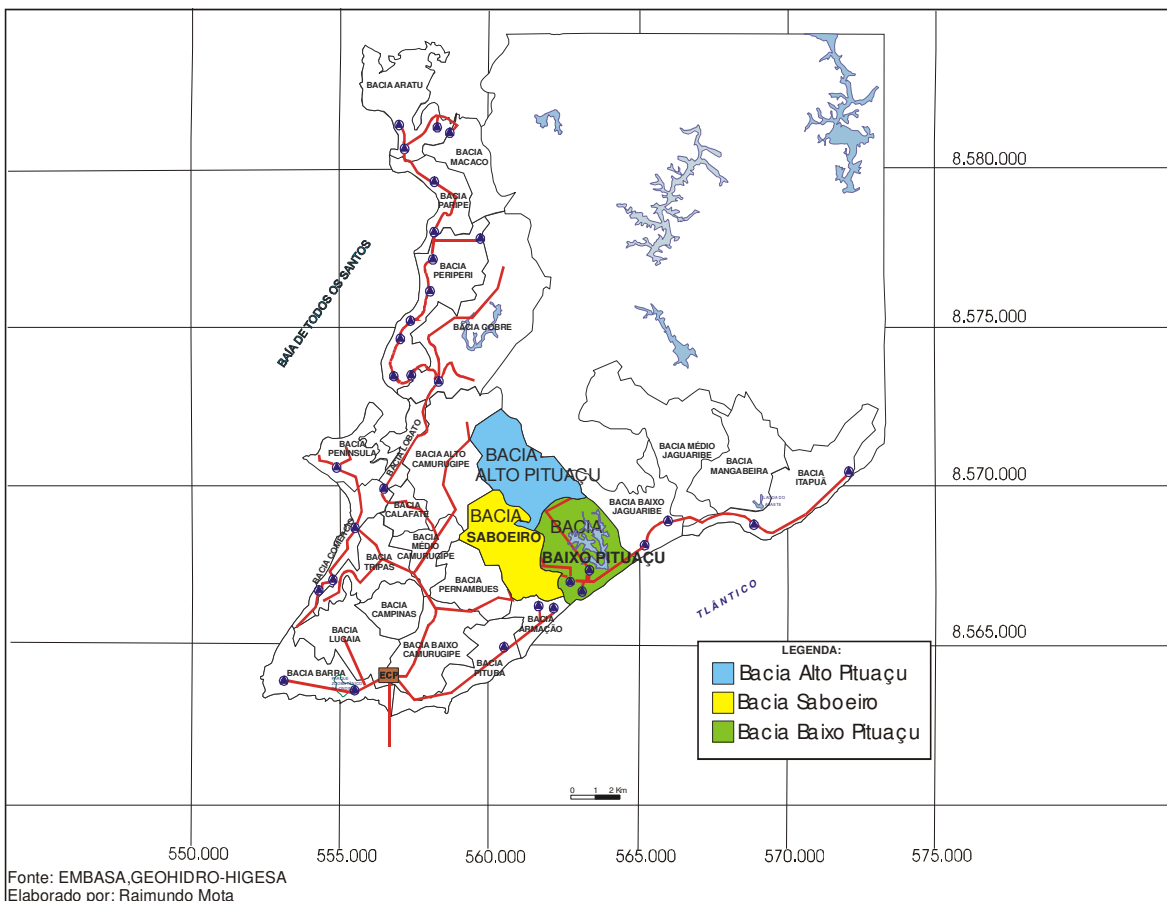 BACIA ARATU
BACIA
MACACO
8.580.000
BACIA
PARIPE
BAÍA DE TODOS OS SANTOS
BACIA
PERIPERI
8.575.000
BACIA COBRE
BACIA
PENÍNSULA
BACIA LOBATO
BACIA ALTO
CAMURUGIPE
BACIA
ALTO PITUAÇU
BACIA MÉDIO
JAGUARIBE
BACIA
MANGABEIRA
BACIA
ITAPUÃ
8.570.000
BACIA
CALAFATE
BACIA
SABOEIRO
BACIA BAIXO
JAGUARIBE
BACIA
BAIXO PITUAÇU
BACIA COMÉRCIO
BACIA
TRIPAS
BACIA
MÉDIO
CAMURUGIPE
BACIA
PERNAMBUES
TLÂNTICO
BACIA
CAMPINAS
BACIA
ARMAÇÃO
BACIA
LUCAIA
BACIA BAIXO
CAMURUGIPE
BACIA
PITUBA
8.565.000
BACIA BARRA
ECP
LEGENDA:
Bacia Alto Pituaçu
Bacia Saboeiro
Bacia Baixo Pituaçu
0 1 2 Km
550.000 555.000 560.000 565.000 570.000 575.000
Fonte: EMBASA,GEOHIDRO-HIGESA
Elaborado por: Raimundo Mota